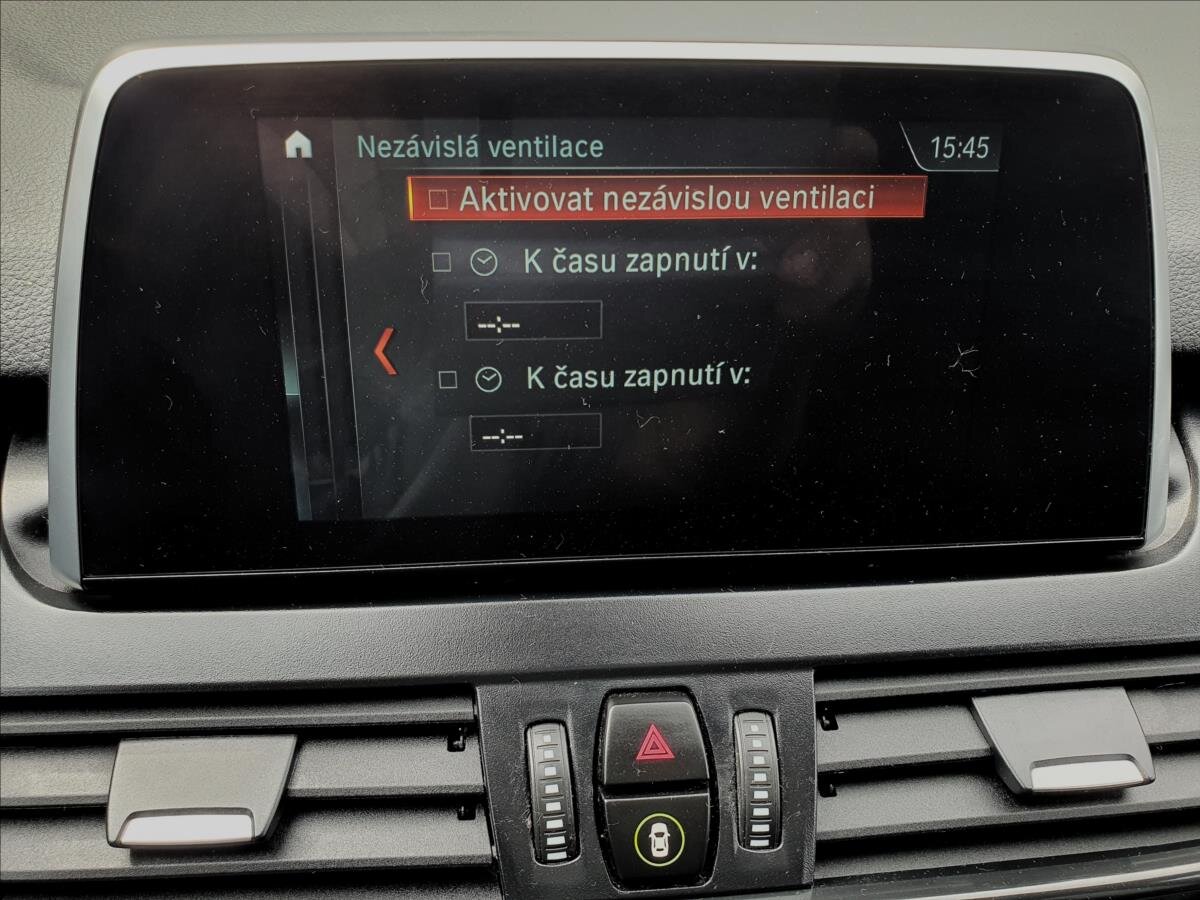 Nezávislá ventilace
15:45
Aktivovat nezávislou ventilaci
K času zapnutí v:
--:--
K času zapnutí v:
--:--